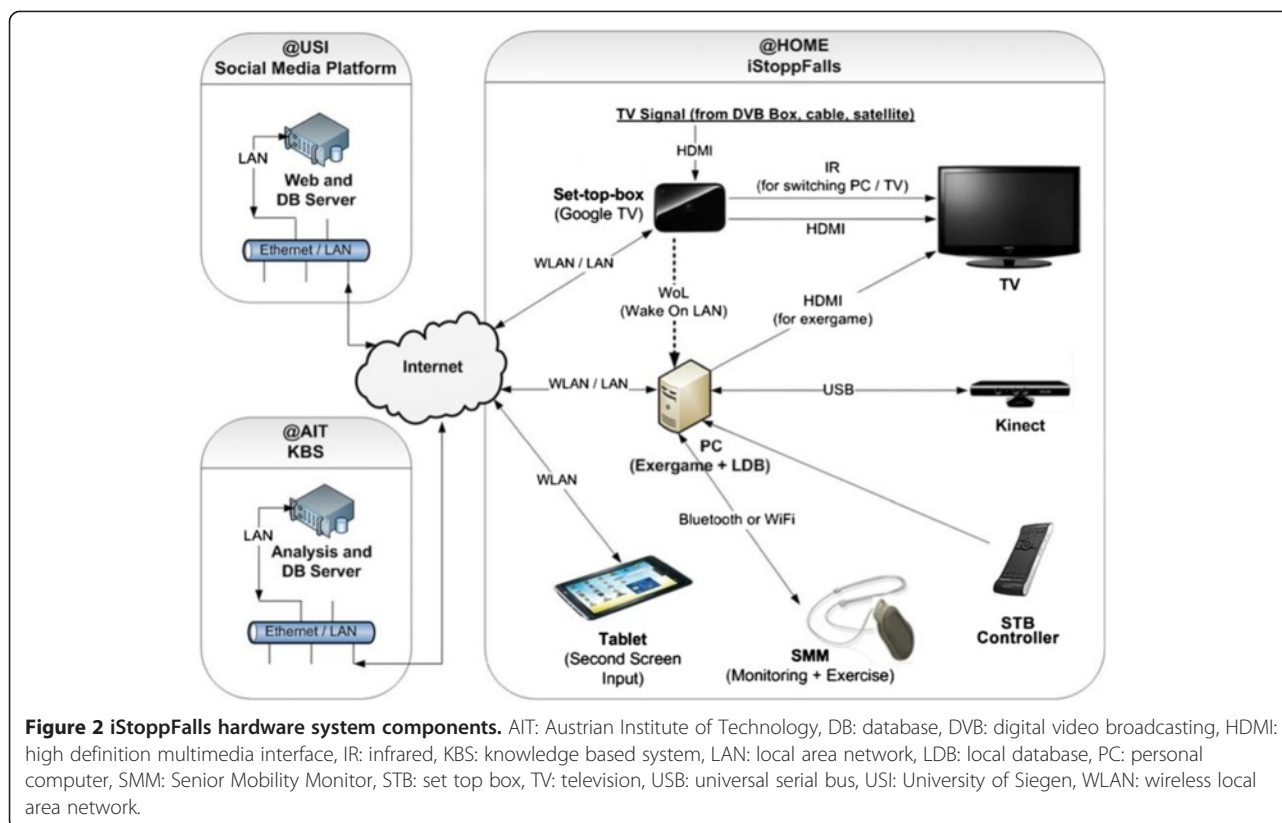 @USI
Social Media Platform
LAN
Web and
DB Server
Ethernet / LAN
@HOME
iStoppFalls
TV Signal (from DVB Box, cable, satellite)
HDMI
IR
(for switching PC / TV)
Set-top-box
(Google TV)
HDMI
TV
WLAN / LAN
WoL
(Wake On LAN)
HDMI
(for exergame)
Internet
WLAN / LAN
USB
Kinect
PC
(Exergame + LDB)
@AIT
KBS
LAN
Analysis and
DB Server
Ethernet / LAN
WLAN
Bluetooth or WiFi
Tablet
(Second Screen
Input)
SMM
(Monitoring + Exercise)
STB
Controller
Figure 2 iStoppFalls hardware system components. AIT: Austrian Institute of Technology, DB: database, DVB: digital video broadcasting, HDMI:
high definition multimedia interface, IR: infrared, KBS: knowledge based system, LAN: local area network, LDB: local database, PC: personal
computer, SMM: Senior Mobility Monitor, STB: set top box, TV: television, USB: universal serial bus, USI: University of Siegen, WLAN: wireless local
area network.